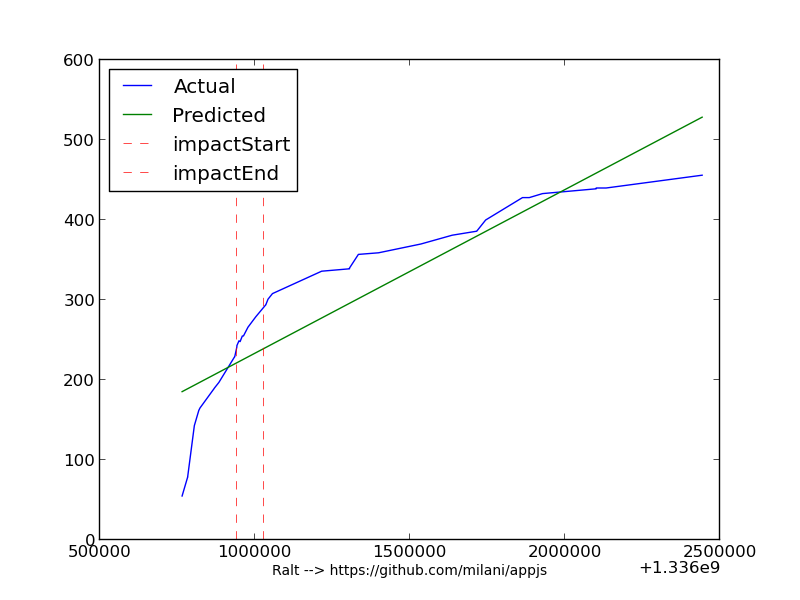 600
500
400
300
200
100
0
Actual
Predicted
impactStart
impactEnd
500000 1000000 1500000 2000000 2500000
+1.336e9
Ralt --> https://github.com/milani/appjs